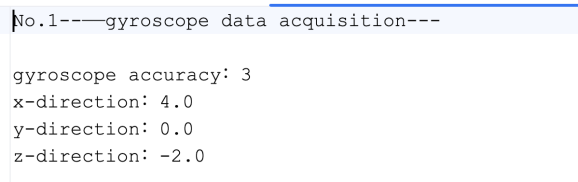 No.1--——gyroscope data acquisition---
gyroscope accuracy： 3
x-direction： 4.0
y-direction： 0.0
z-direction： -2.0